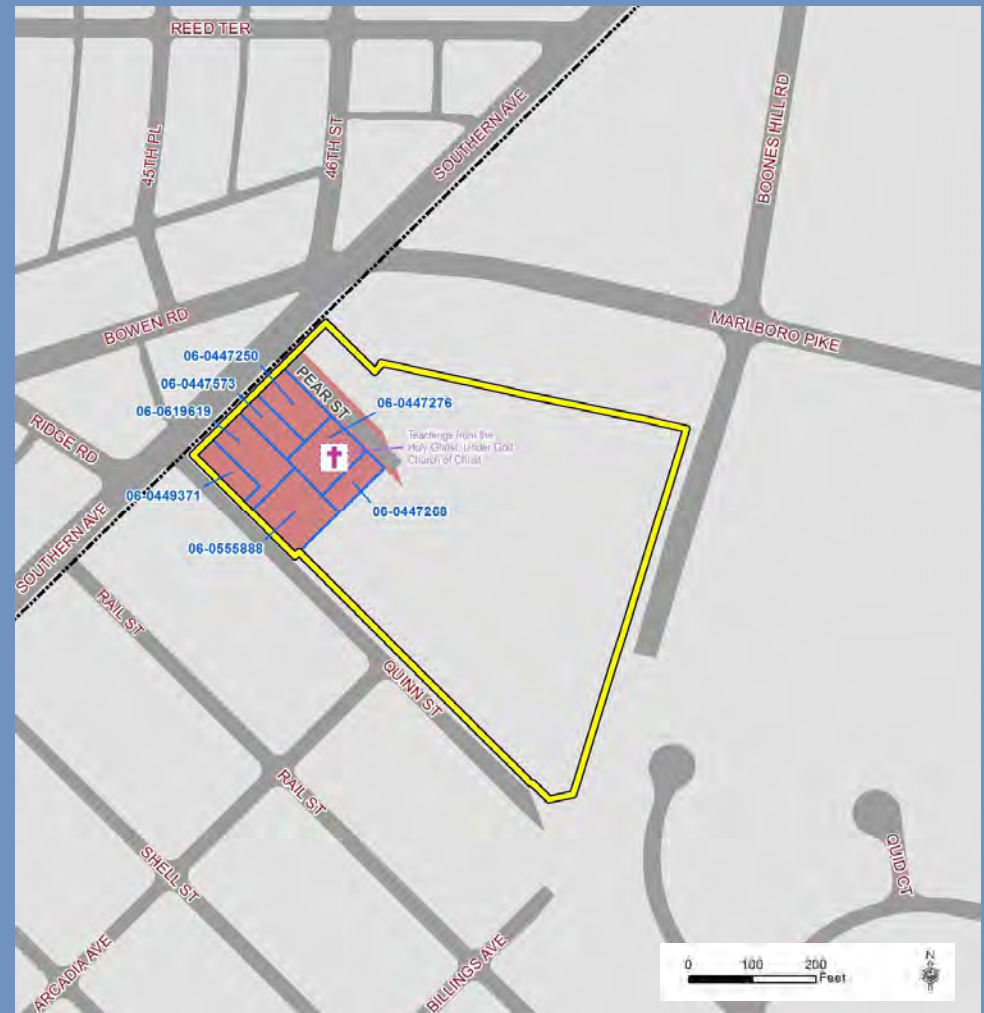 REED TER
45TH PL
46TH ST
SOUTHERN AVE
BOONES HILL RD
BOWEN RD
MARLBORO PIKE
06-0447250
PEAR ST
06-0447573
06-0447276
06-0619619
RIDGE RD
Teachings from the
Holy Ghost, Under God
Church of Christ
06-0449371
06-0447268
SOUTHERN AVE
06-0555888
RAIL ST
QUINN ST
RAIL ST
SHELL ST
QUID CT
ARCADIA AVE
BILLINGS AVE
0 100 200
Feet
N